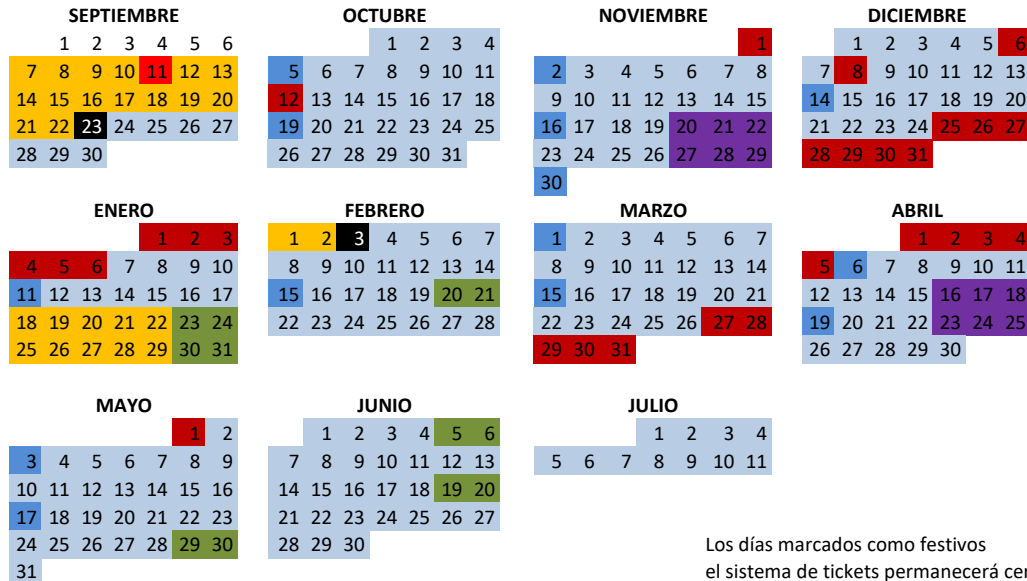 SEPTIEMBRE OCTUBRE NOVIEMBRE DICIEMBRE
1 2 3 4 5 6 1 2 3 4 1 1 2 3 4 5 6
7 8 9 10 11 12 13 5 6 7 8 9 10 11 2 3 4 5 6 7 8 7 8 9 10 11 12 13
14 15 16 17 18 19 20 12 13 14 15 16 17 18 9 10 11 12 13 14 15 14 15 16 17 18 19 20
21 22 23 24 25 26 27 19 20 21 22 23 24 25 16 17 18 19 20 21 22 21 22 23 24 25 26 27
28 29 30 26 27 28 29 30 31 23 24 25 26 27 28 29 28 29 30 31
30
ENERO FEBRERO MARZO ABRIL
1 2 3 1 2 3 4 5 6 7 1 2 3 4 5 6 7 1 2 3 4
4 5 6 7 8 9 10 8 9 10 11 12 13 14 8 9 10 11 12 13 14 5 6 7 8 9 10 11
11 12 13 14 15 16 17 15 16 17 18 19 20 21 15 16 17 18 19 20 21 12 13 14 15 16 17 18
18 19 20 21 22 23 24 22 23 24 25 26 27 28 22 23 24 25 26 27 28 19 20 21 22 23 24 25
25 26 27 28 29 30 31 29 30 31 26 27 28 29 30
MAYO JUNIO JULIO
1 2 1 2 3 4 5 6 1 2 3 4
3 4 5 6 7 8 9 7 8 9 10 11 12 13 5 6 7 8 9 10 11
10 11 12 13 14 15 16 14 15 16 17 18 19 20
17 18 19 20 21 22 23 21 22 23 24 25 26 27
24 25 26 27 28 29 30 28 29 30
31
Los días marcados como festivos
el sistema de tickets permanecerá